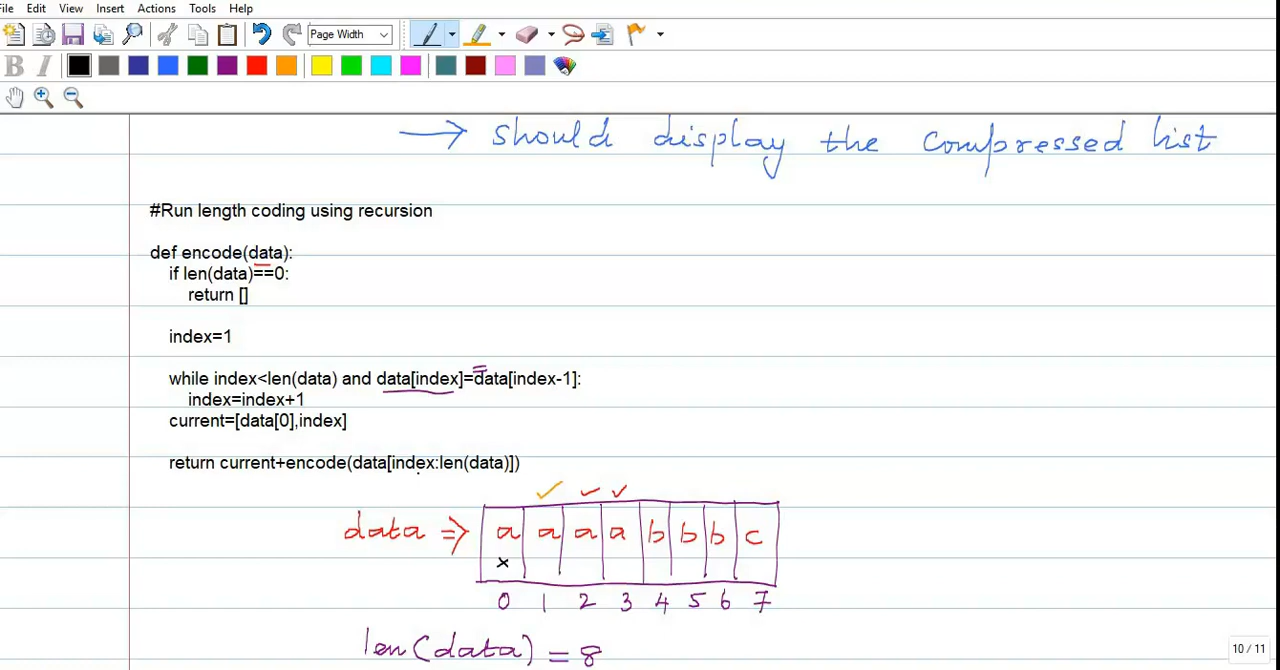 File Edit View Insert Actions Tools Help
Page Width
B I
→ should display the compressed list
#Run length coding using recursion
def encode(data):
if len(data)==0:
return []
index=1
while index<len(data) and data[index]==data[index-1]:
index=index+1
current=[data[0],index]
return current+encode(data[index:len(data)])
data ⇒ a a a a b b b c
x
0 1 2 3 4 5 6 7
len(data) = 8
10 / 11